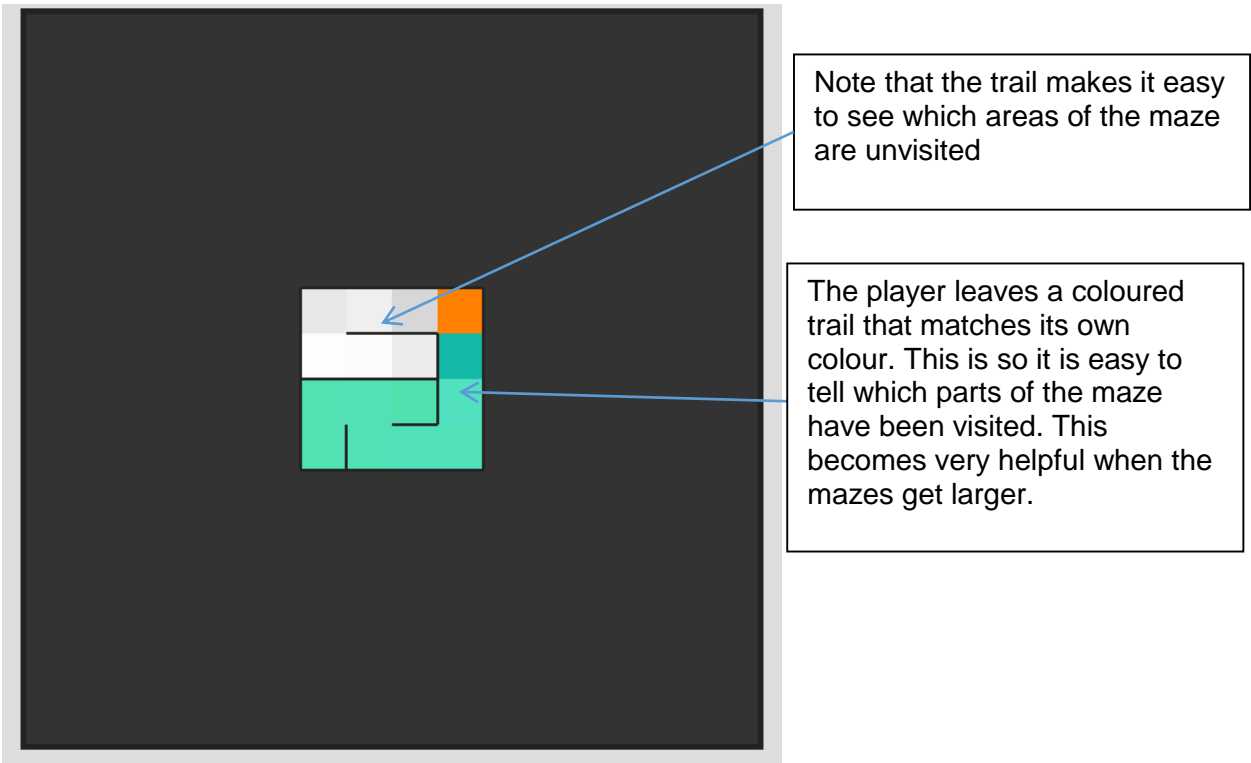 Note that the trail makes it easy
to see which areas of the maze
are unvisited
The player leaves a coloured
trail that matches its own
colour. This is so it is easy to
tell which parts of the maze
have been visited. This
becomes very helpful when the
mazes get larger.